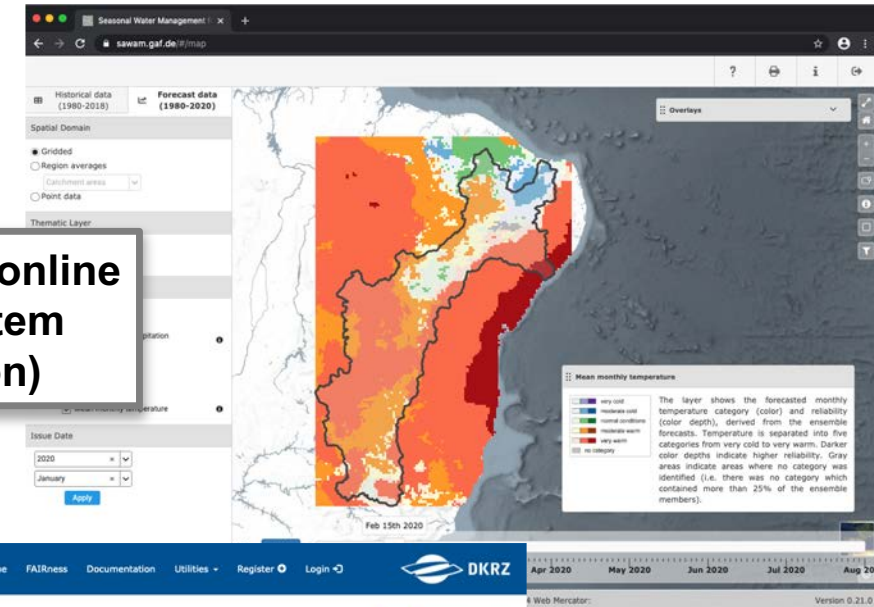 Seasonal Water Management
sawam.gaf.de/#/map
Historical data
(1980-2018)
Forecast data
(1980-2020)
Spatial Domain
Gridded
Region averages
Catchment areas
Point data
Thematic Layer
online
tem
n)
pitation
Mean monthly temperature
Issue Date
2020
January
Apply
Overlays
Mean monthly temperature
very cold
moderate cold
normal conditions
moderate warm
very warm
no category
The layer shows the forecasted monthly
temperature category (color) and reliability
(color depth), derived from the ensemble
forecasts. Temperature is separated into five
categories from very cold to very warm. Darker
color depths indicate higher reliability. Gray
areas indicate areas where no category was
identified (i.e. there was no category which
contained more than 25% of the ensemble
members).
Feb 15th 2020
Apr 2020 May 2020 Jun 2020 Jul 2020 Aug 20
FAIRness Documentation Utilities Register Login DKRZ
Web Mercator:
Version 0.21.0